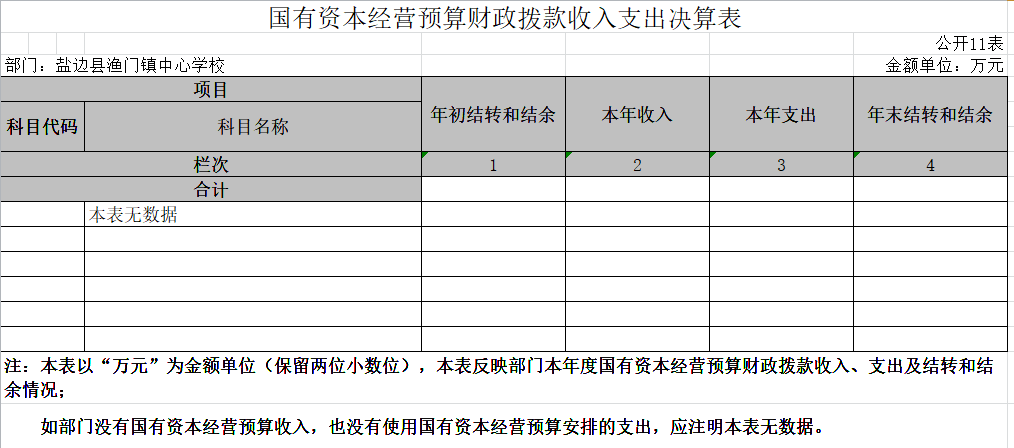 国有资本经营预算财政拨款收入支出决算表
公开11表
部门：盐边县渔门镇中心学校 金额单位：万元
项目 年初结转和结余 本年收入 本年支出 年末结转和结余
科目代码 科目名称
栏次 1 2 3 4
合计
本表无数据
注：本表以“万元”为金额单位（保留两位小数位），本表反映部门本年度国有资本经营预算财政拨款收入、支出及结转和结
余情况；
如部门没有国有资本经营预算收入，也没有使用国有资本经营预算安排的支出，应注明本表无数据。